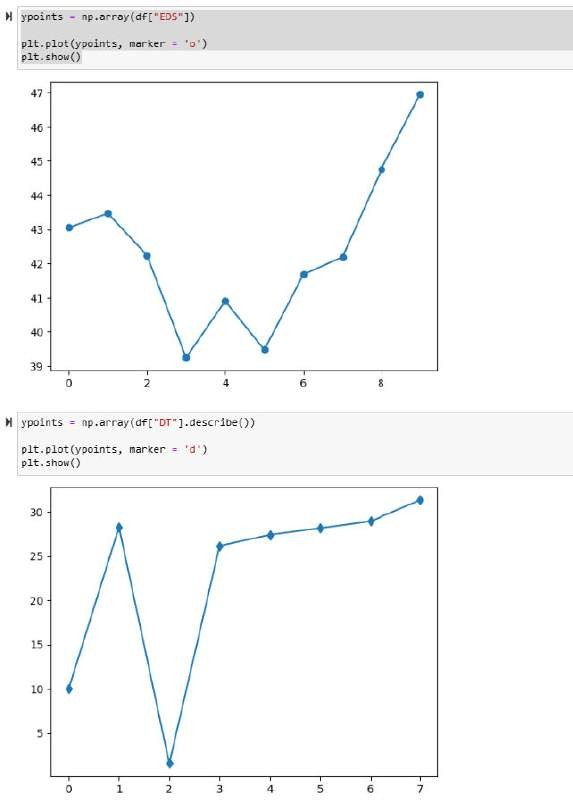 ypoints = np.array(df["EDS"])
plt.plot(ypoints, marker = 'o')
plt.show()
47
46
45
44
43
42
41
40
39
0 2 4 6 8
ypoints = np.array(df["DT"].describe())
plt.plot(ypoints, marker = 'd')
plt.show()
30
25
20
15
10
5
0 1 2 3 4 5 6 7